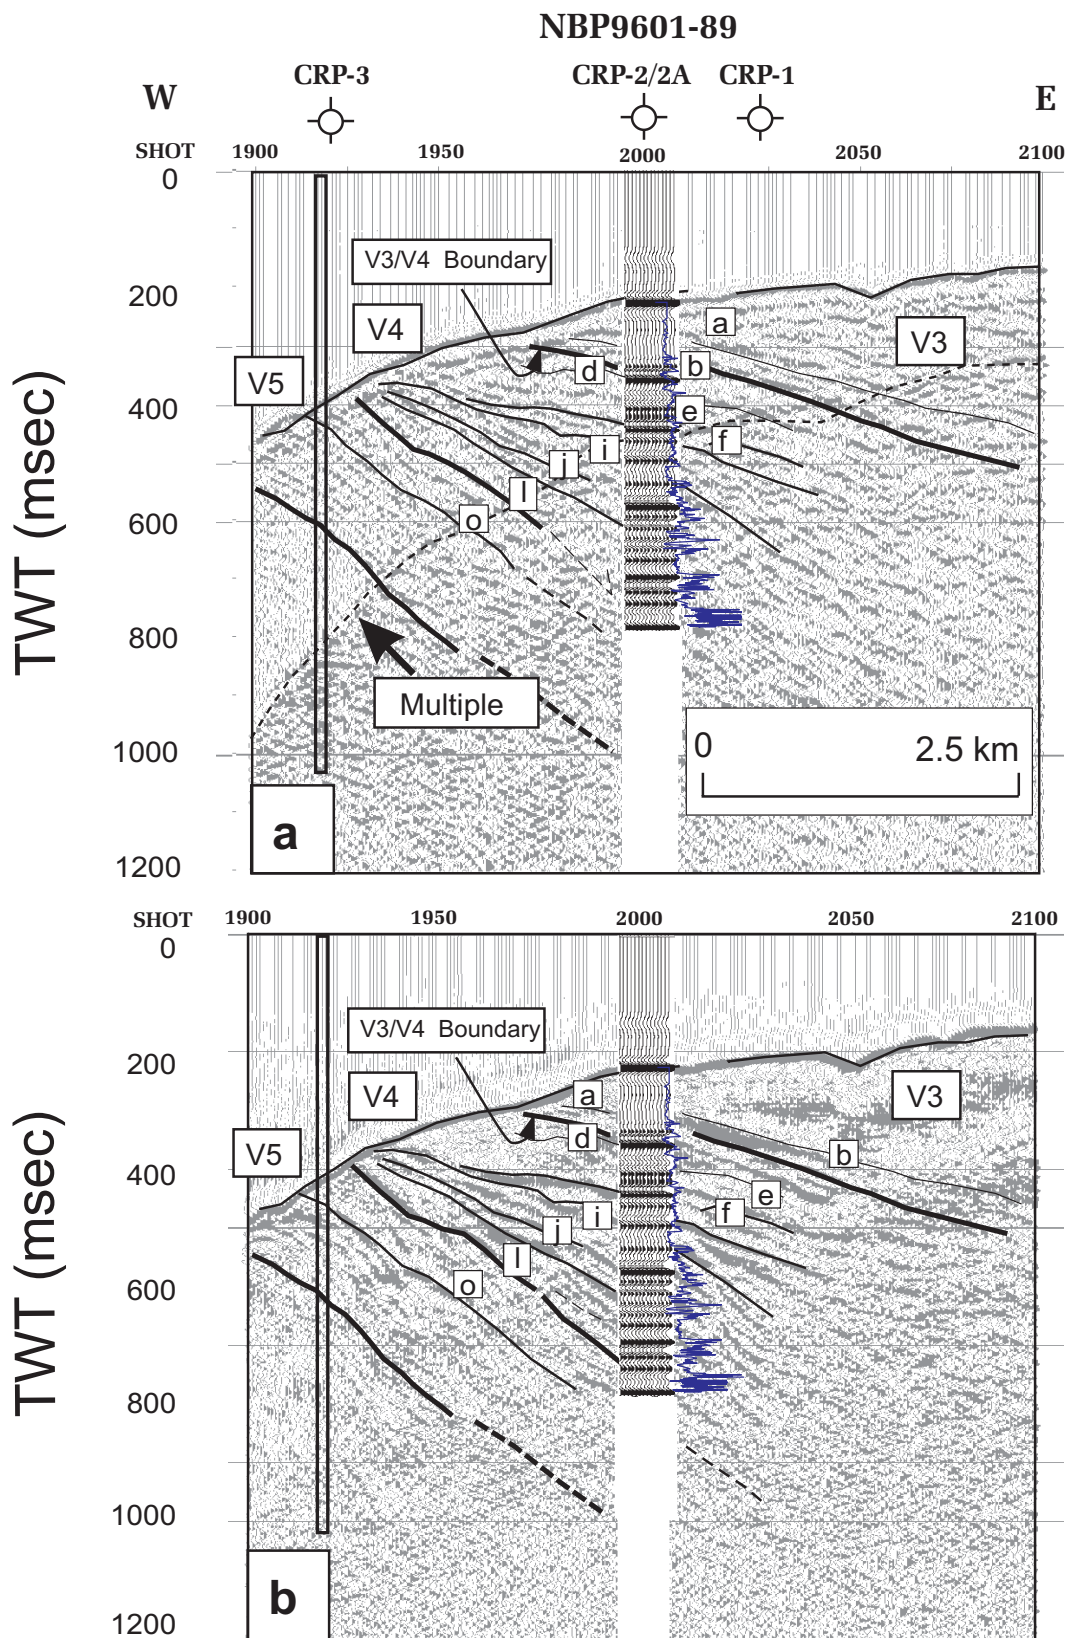 NBP9601-89
CRP-3 CRP-2/2A CRP-1
W E
SHOT 1900 1950 2000 2050 2100
0
V3/V4 Boundary
200
a
V4
V3
b
d
V5
400
e
f
i
j
l
o
600
TWT (msec)
800
Multiple
0 2.5 km
1000
a
1200
SHOT 1900 1950 2000 2050 2100
0
V3/V4 Boundary
200
a
V4
V3
d
V5
b
400
e
f
i
j
l
o
600
TWT (msec)
800
1000
b
1200